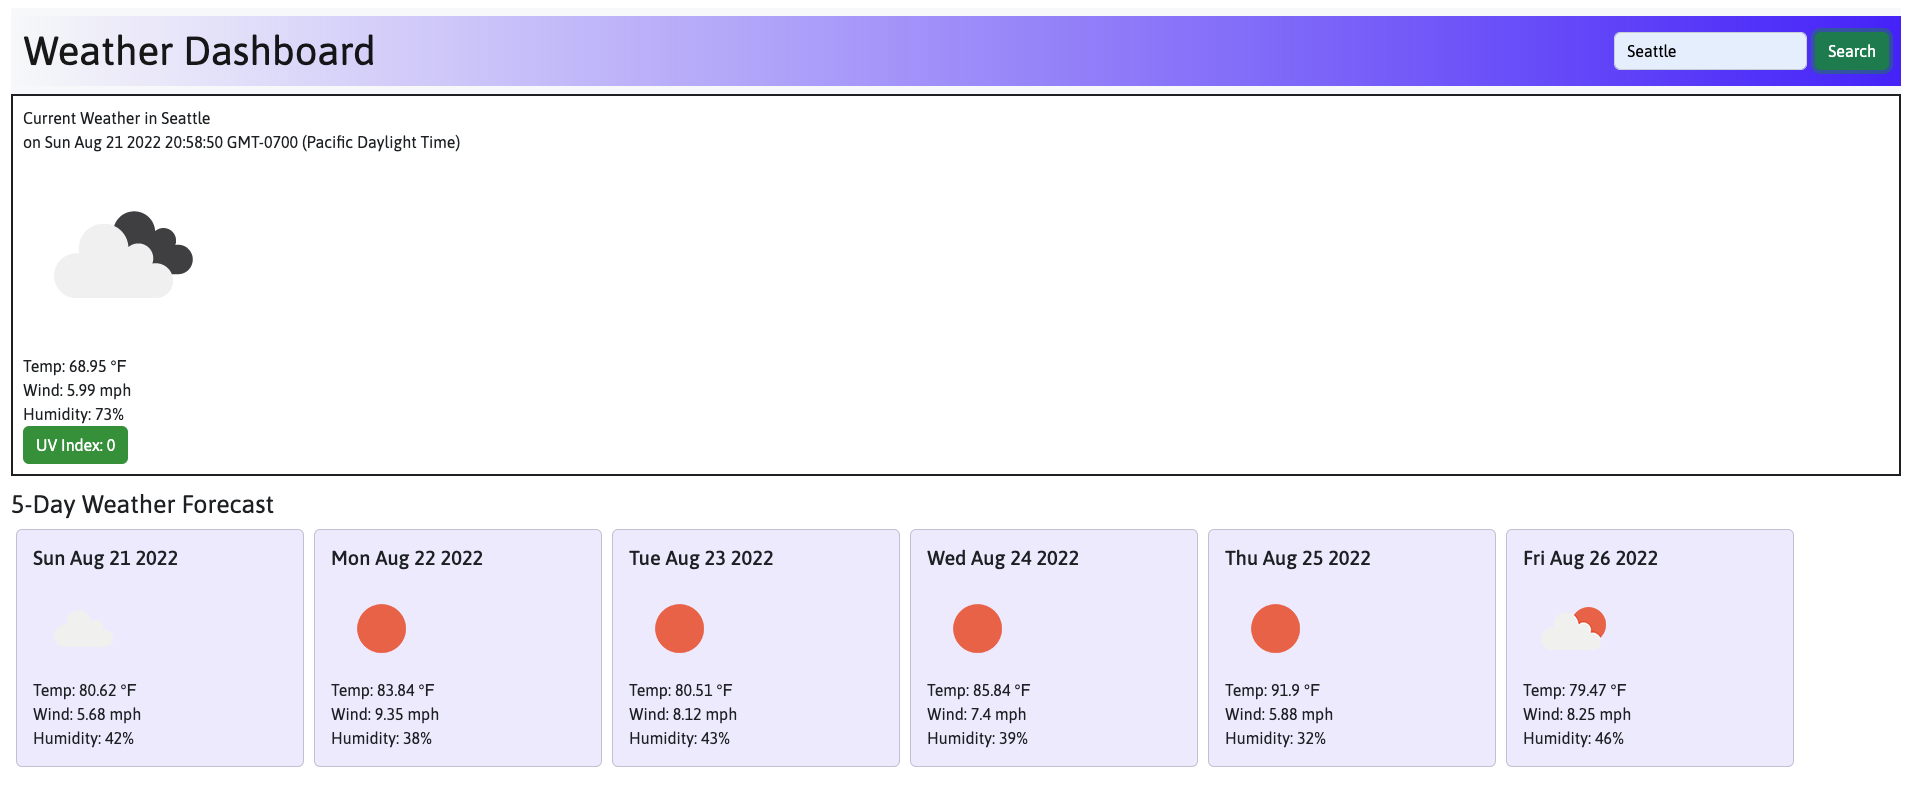 Weather Dashboard
Seattle
Search
Current Weather in Seattle
on Sun Aug 21 2022 20:58:50 GMT-0700 (Pacific Daylight Time)
Temp: 68.95 °F
Wind: 5.99 mph
Humidity: 73%
UV Index: 0
5-Day Weather Forecast
Sun Aug 21 2022
Temp: 80.62 °F
Wind: 5.68 mph
Humidity: 42%
Mon Aug 22 2022
Temp: 83.84 °F
Wind: 9.35 mph
Humidity: 38%
Tue Aug 23 2022
Temp: 80.51 °F
Wind: 8.12 mph
Humidity: 43%
Wed Aug 24 2022
Temp: 85.84 °F
Wind: 7.4 mph
Humidity: 39%
Thu Aug 25 2022
Temp: 91.9 °F
Wind: 5.88 mph
Humidity: 32%
Fri Aug 26 2022
Temp: 79.47 °F
Wind: 8.25 mph
Humidity: 46%